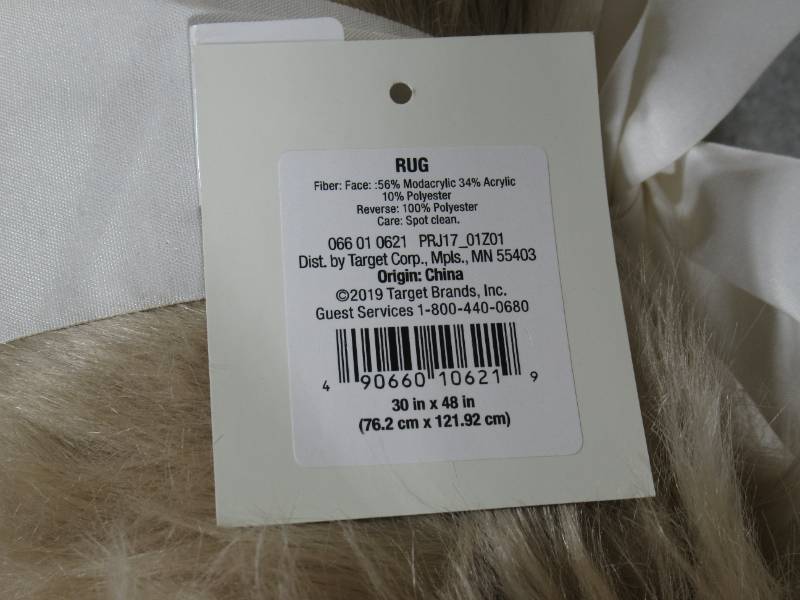 RUG
Fiber: Face: :56% Modacrylic 34% Acrylic
10% Polyester
Reverse: 100% Polyester
Care: Spot clean.
066 01 0621 PRJ17_01Z01
Dist. by Target Corp., Mpls., MN 55403
Origin: China
©2019 Target Brands, Inc.
Guest Services 1-800-440-0680
4 90660 10621 9
30 in x 48 in
(76.2 cm x 121.92 cm)